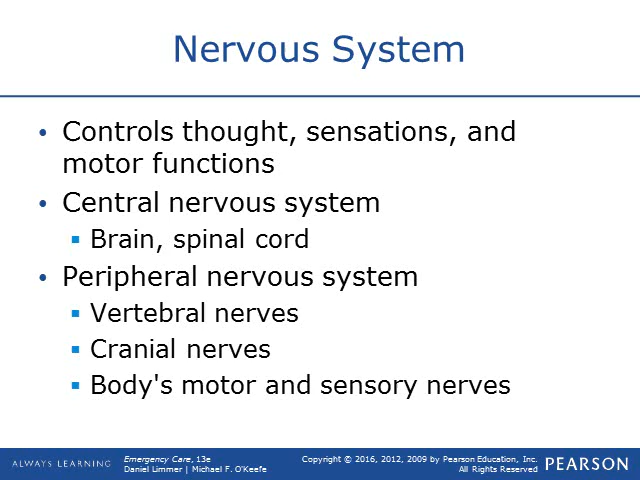 Nervous System
• Controls thought, sensations, and
motor functions
• Central nervous system
▪ Brain, spinal cord
• Peripheral nervous system
▪ Vertebral nerves
▪ Cranial nerves
▪ Body's motor and sensory nerves
ALWAYS LEARNING
Emergency Care, 13e
Daniel Limmer | Michael F. O'Keefe
Copyright © 2016, 2012, 2009 by Pearson Education, Inc.
All Rights Reserved
PEARSON